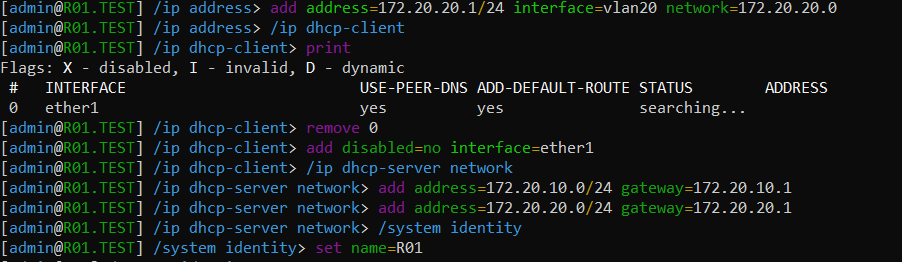 [admin@R01.TEST] /ip address> add address=172.20.20.1/24 interface=vlan20 network=172.20.20.0
[admin@R01.TEST] /ip address> /ip dhcp-client
[admin@R01.TEST] /ip dhcp-client> print
Flags: X - disabled, I - invalid, D - dynamic
# INTERFACE USE-PEER-DNS ADD-DEFAULT-ROUTE STATUS ADDRESS
0 ether1 yes yes searching...
[admin@R01.TEST] /ip dhcp-client> remove 0
[admin@R01.TEST] /ip dhcp-client> add disabled=no interface=ether1
[admin@R01.TEST] /ip dhcp-client> /ip dhcp-server network
[admin@R01.TEST] /ip dhcp-server network> add address=172.20.10.0/24 gateway=172.20.10.1
[admin@R01.TEST] /ip dhcp-server network> add address=172.20.20.0/24 gateway=172.20.20.1
[admin@R01.TEST] /ip dhcp-server network> /system identity
[admin@R01.TEST] /system identity> set name=R01